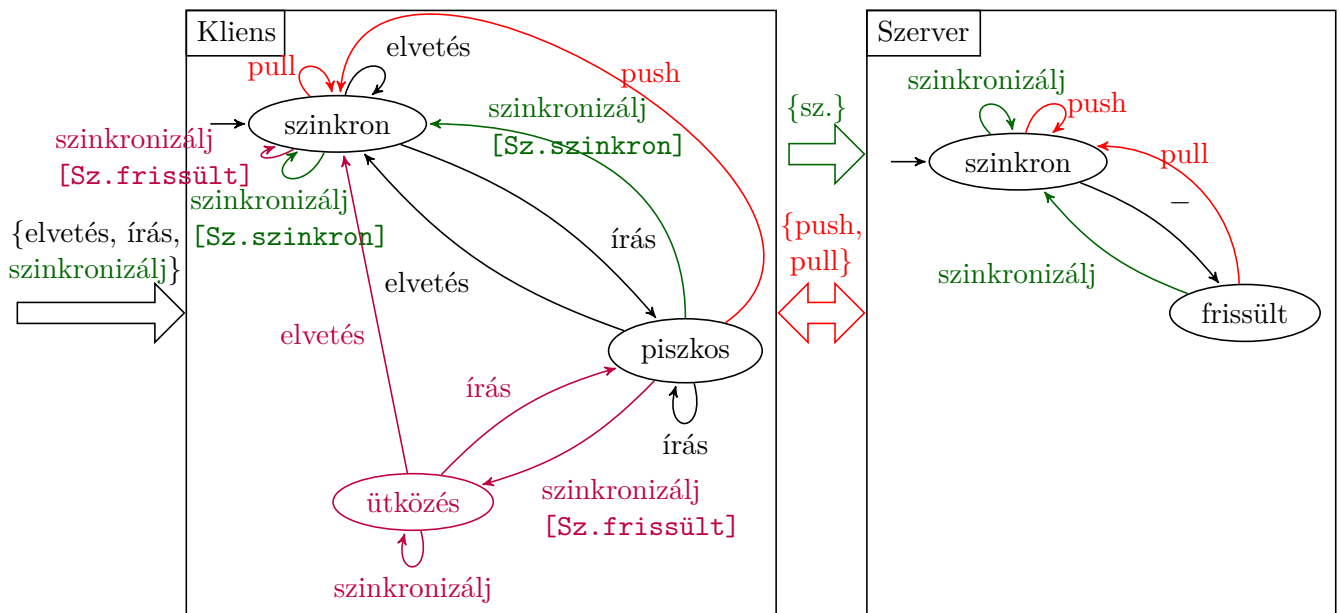 Kliens
elvetés
pull
push
szinkron
szinkronizálj
[Sz.szinkron]
szinkronizálj
[Sz.frissült]
szinkronizálj
[Sz.szinkron]
{elvetés, írás,
szinkronizálj}
írás
elvetés
elvetés
piszkos
írás
írás
ütközés
szinkronizálj
[Sz.frissült]
szinkronizálj
{sz.}
{push,
pull}
Szerver
szinkronizálj
push
szinkron
pull
–
szinkronizálj
frissült